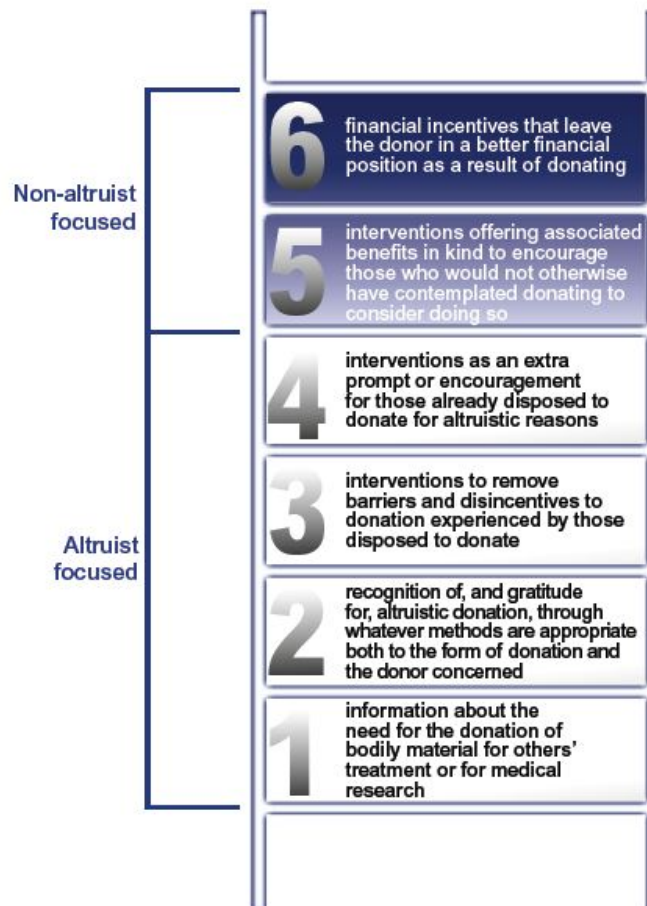 Non-altruist
focused
6
financial incentives that leave
the donor in a better financial
position as a result of donating
5
interventions offering associated
benefits in kind to encourage
those who would not otherwise
have contemplated donating to
consider doing so
4
interventions as an extra
prompt or encouragement
for those already disposed to
donate for altruistic reasons
Altruist
focused
3
interventions to remove
barriers and disincentives to
donation experienced by those
disposed to donate
2
recognition of, and gratitude
for, altruistic donation, through
whatever methods are appropriate
both to the form of donation and
the donor concerned
1
information about the
need for the donation of
bodily material for others’
treatment or for medical
research